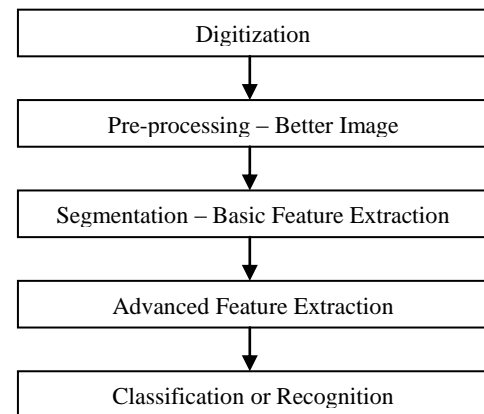 Digitization
Pre-processing – Better Image
Segmentation – Basic Feature Extraction
Advanced Feature Extraction
Classification or Recognition